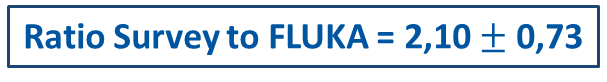 Ratio Survey to FLUKA = 2,10 ± 0,73